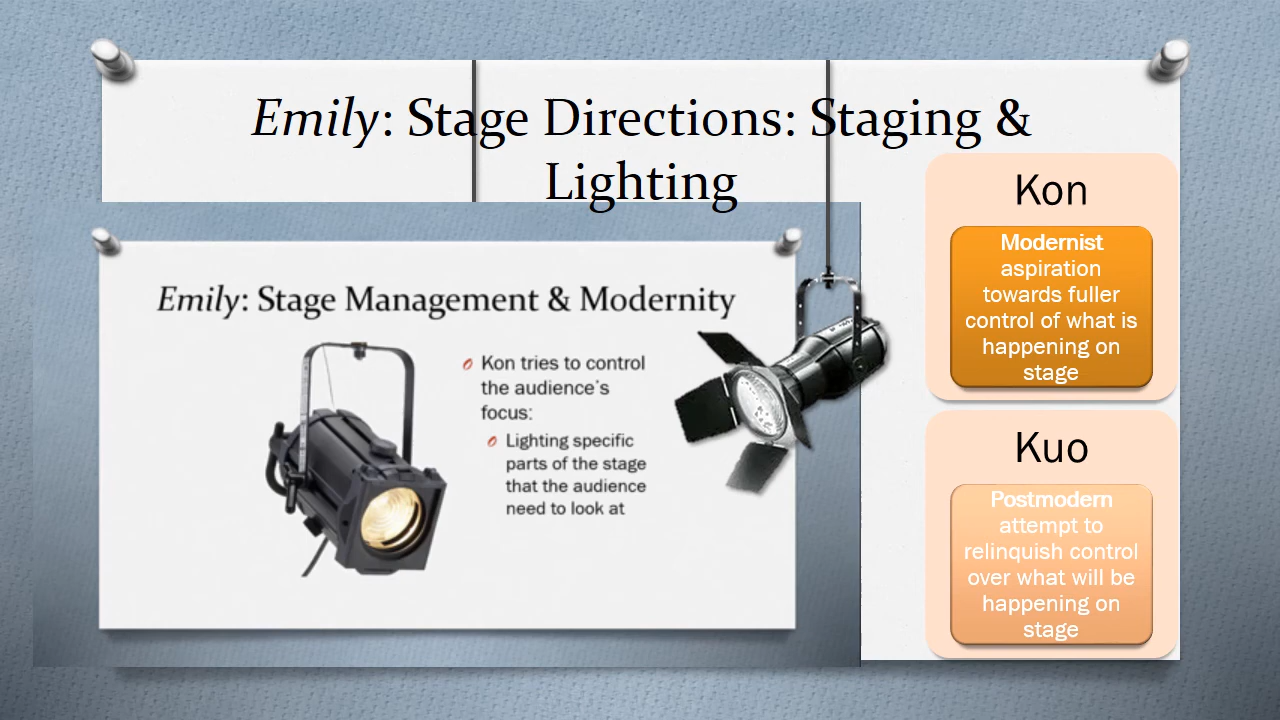 Emily: Stage Directions: Staging &
Lighting
Emily: Stage Management & Modernity
Kon tries to control
the audience's
focus:
Lighting specific
parts of the stage
that the audience
need to look at
Kon
Modernist
aspiration
towards fuller
control of what is
happening on
stage
Kuo
Postmodern
attempt to
relinquish control
over what will be
happening on
stage